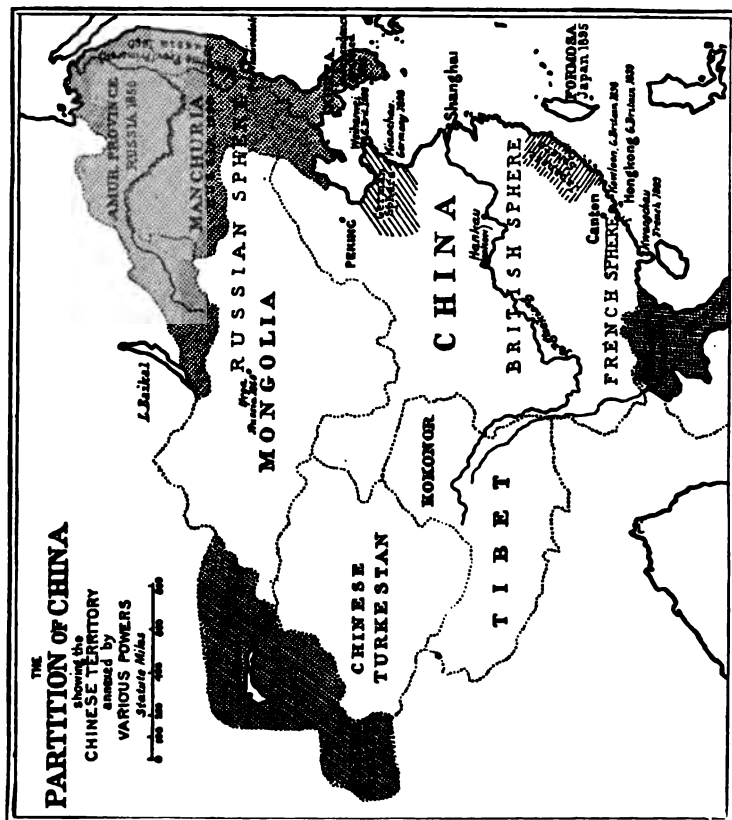 THE
PARTITION OF CHINA
showing the
CHINESE TERRITORY
annexed by
VARIOUS POWERS
Statute Miles
L. Baikal
AMUR PROVINCE
RUSSIA 1858
MANCHURIA
RUSSIAN SPHERE
MONGOLIA
CHINESE
TURKESTAN
KOKONOR
TIBET
CHINA
PEKING
Kiauchau
Germany 1898
Shanghai
Hankau
BRITISH SPHERE
FORMOSA
Japan 1895
Canton
Hongkong G. Britain
FRENCH SPHERE